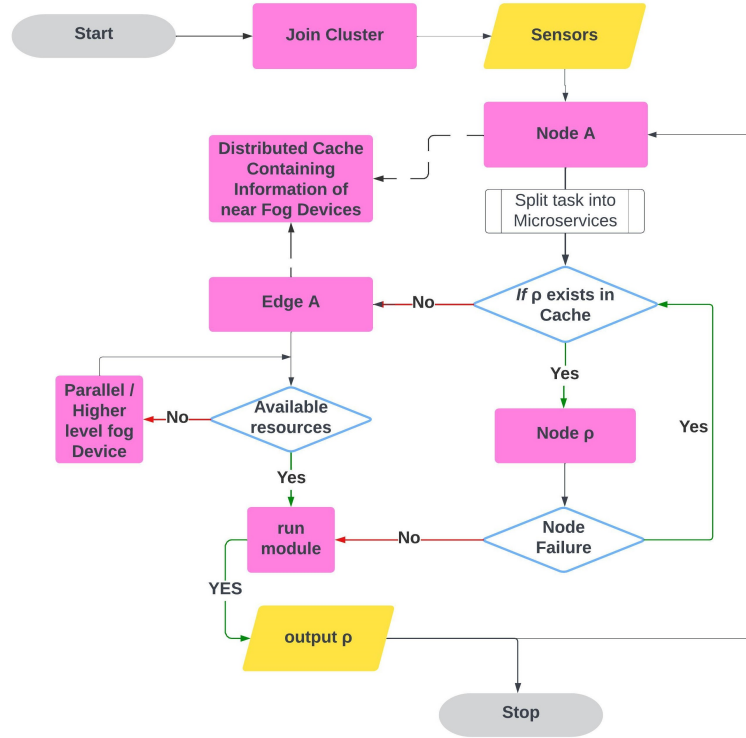 Start
Join Cluster
Sensors
Node A
Distributed Cache
Containing
Information of
near Fog Devices
Split task into
Microservices
Edge A
No
If ρ exists in
Cache
Yes
Parallel /
Higher
level fog
Device
No
Available
resources
Node ρ
Yes
Yes
run
module
No
Node
Failure
YES
output ρ
Stop